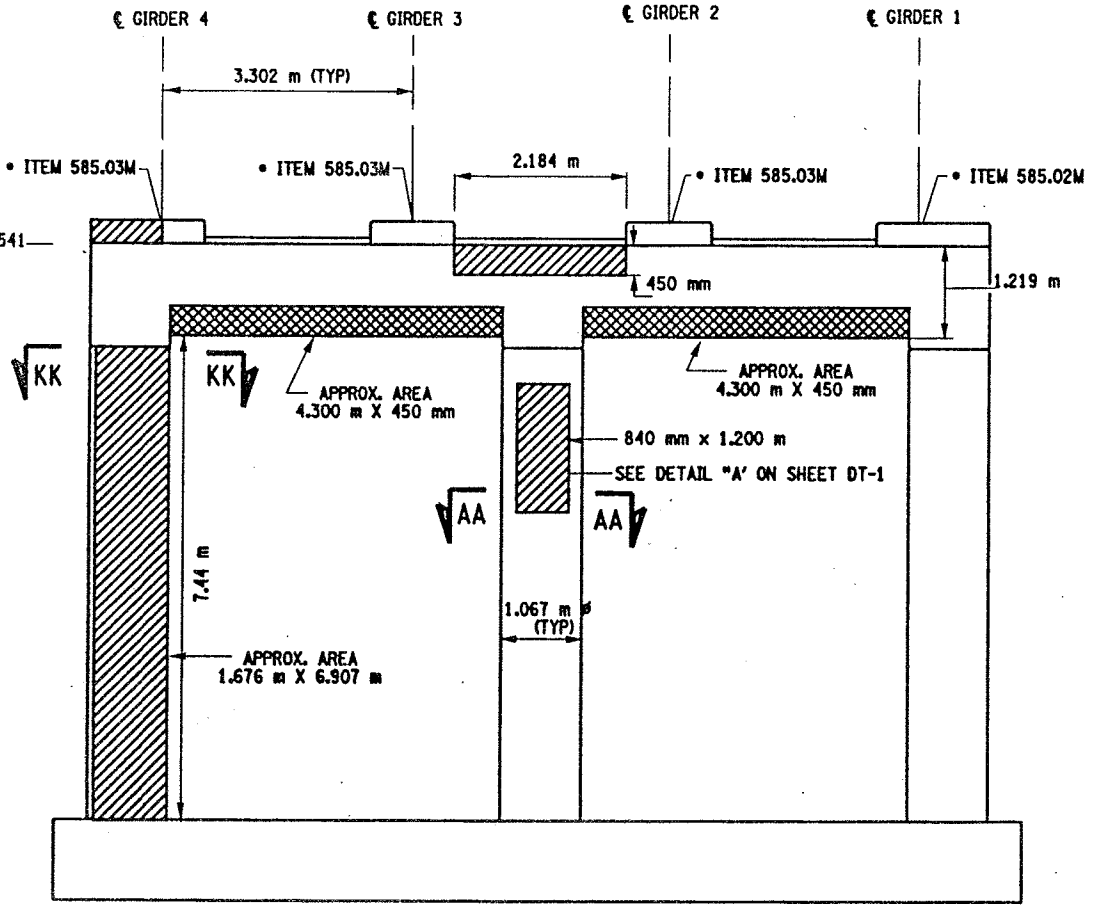 ℄ GIRDER 4
℄ GIRDER 3
℄ GIRDER 2
℄ GIRDER 1
3.302 m (TYP)
2.184 m
• ITEM 585.03M
• ITEM 585.03M
• ITEM 585.03M
• ITEM 585.02M
541
450 mm
1.219 m
KK
KK
APPROX. AREA
4.300 m X 450 mm
APPROX. AREA
4.300 m X 450 mm
840 mm x 1.200 m
SEE DETAIL "A' ON SHEET DT-1
AA
AA
7.44 m
1.067 m ø
(TYP)
APPROX. AREA
1.676 m X 6.907 m